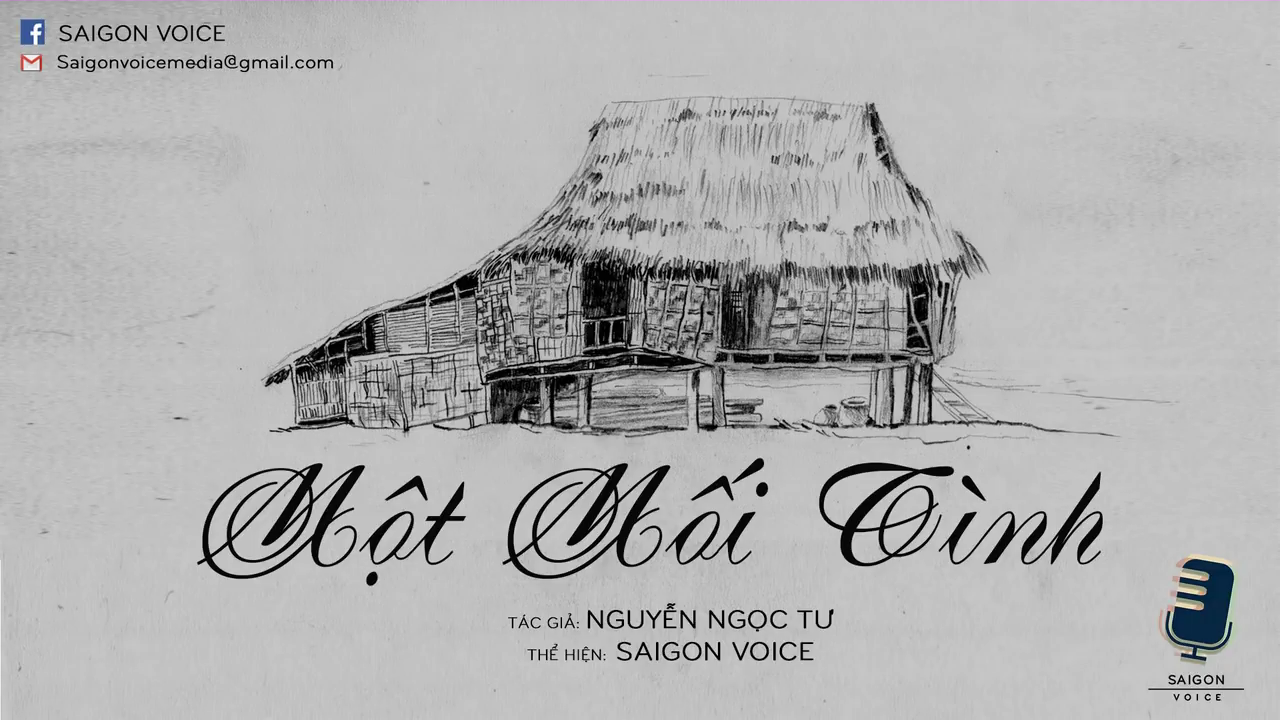 SAIGON VOICE
Saigonvoicemedia@gmail.com
Một Mối Tình
TÁC GIẢ: NGUYỄN NGỌC TƯ
THỂ HIỆN: SAIGON VOICE
SAIGON
VOICE